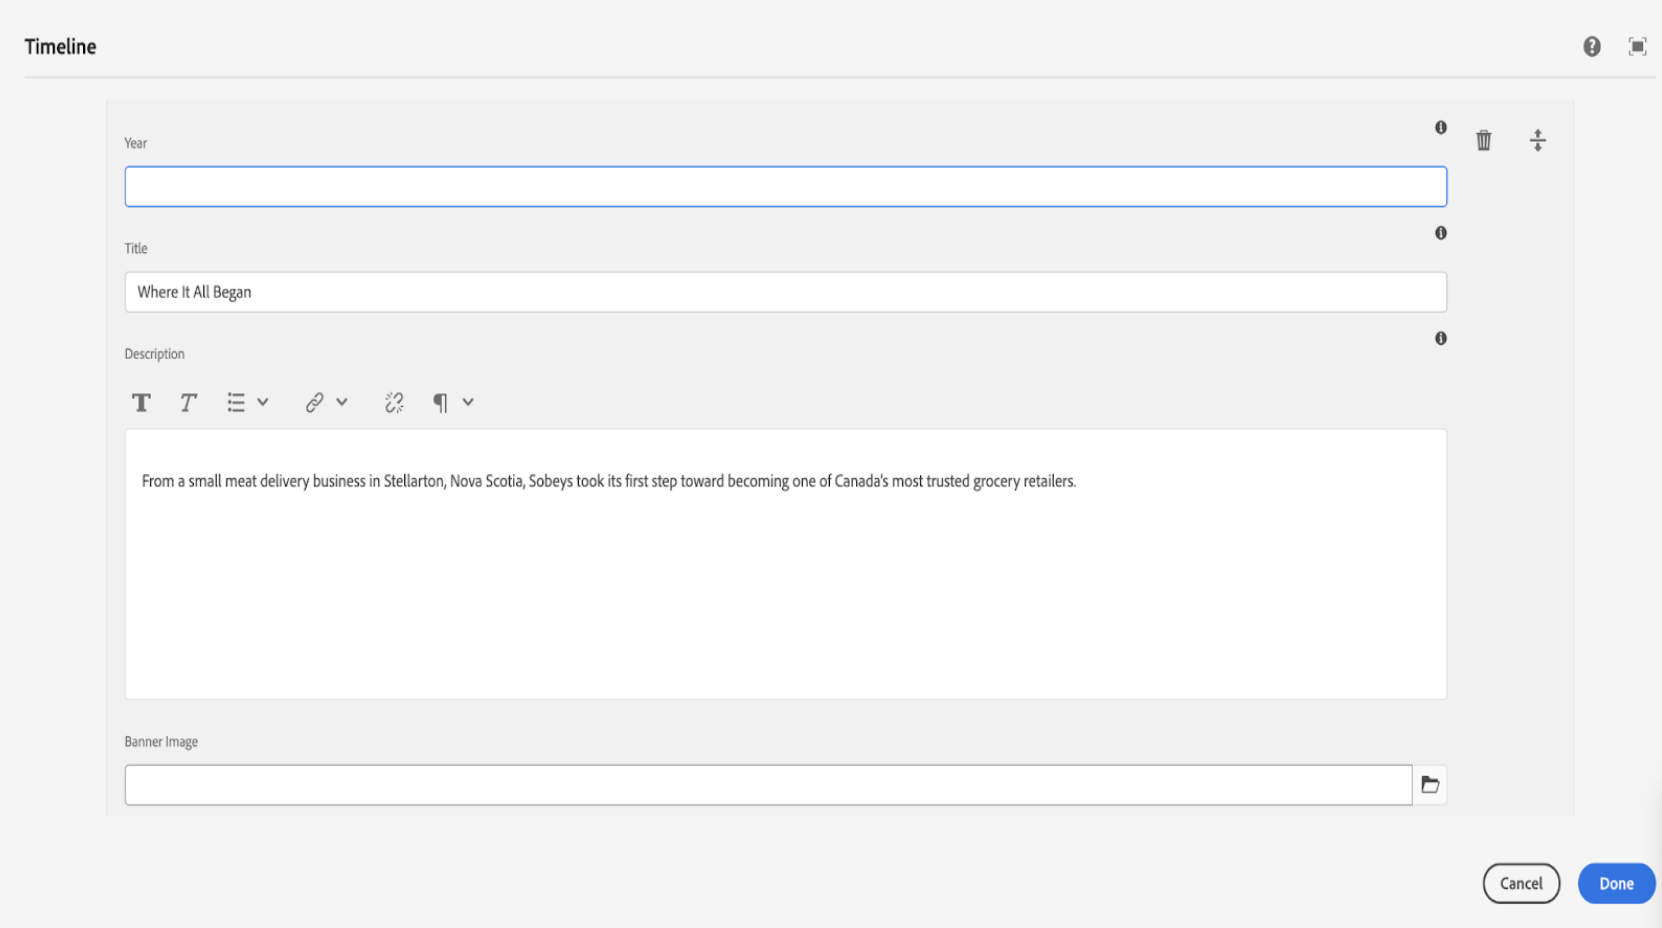 Timeline
Year
Title
Where It All Began
Description
From a small meat delivery business in Stellarton, Nova Scotia, Sobeys took its first step toward becoming one of Canada's most trusted grocery retailers.
Banner Image
Cancel
Done